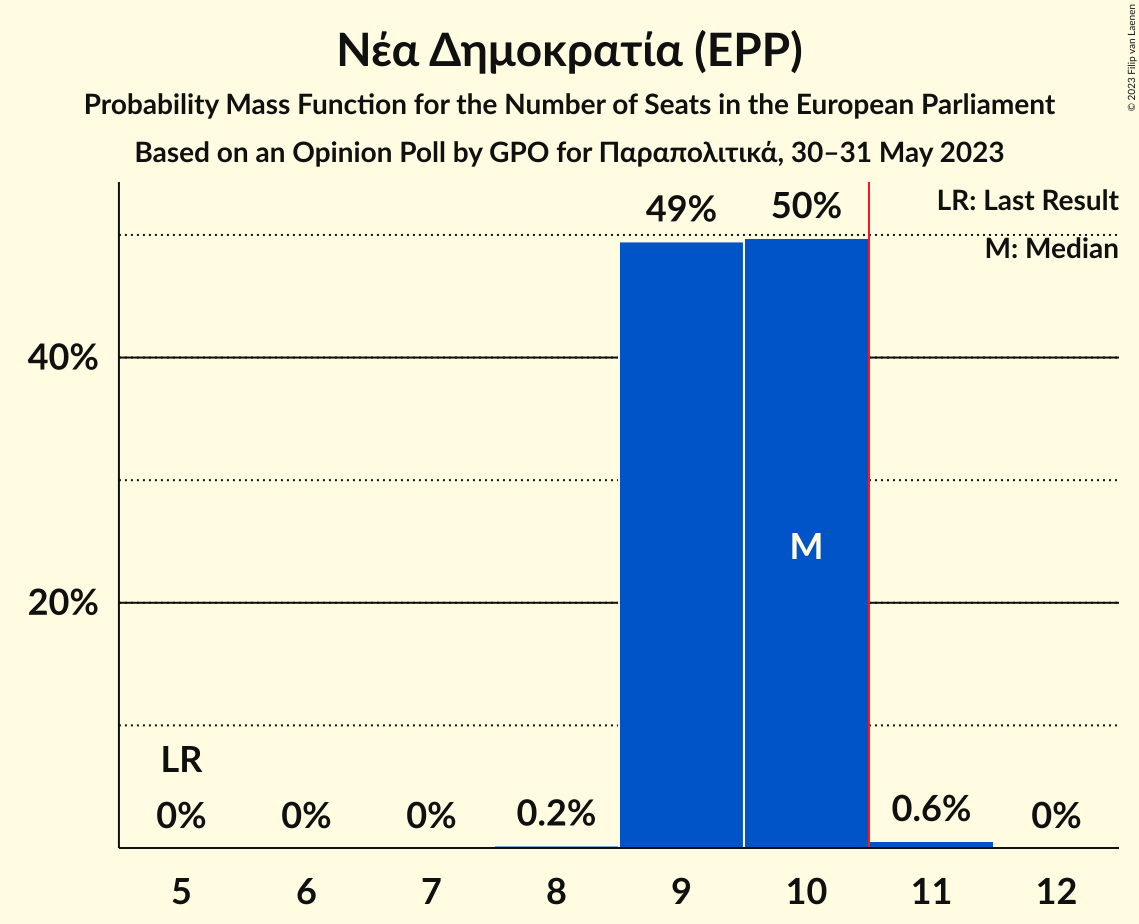 Νέα Δημοκρατία (EPP)
Probability Mass Function for the Number of Seats in the European Parliament
Based on an Opinion Poll by GPO for Παραπολιτικά, 30–31 May 2023
© 2023 Filip van Laenen
LR: Last Result
M: Median
49%
50%
40%
20%
M
LR
0%
0%
0%
0.2%
0.6%
0%
5
6
7
8
9
10
11
12